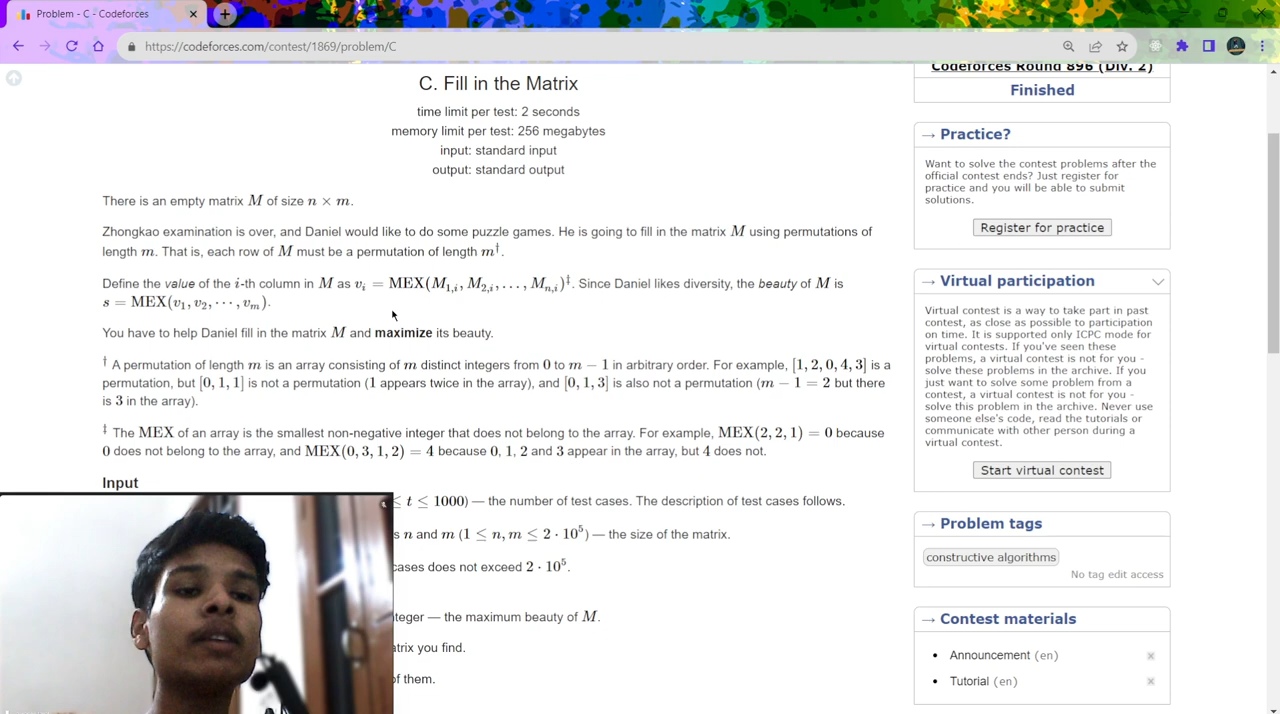 Problem - C - Codeforces
https://codeforces.com/contest/1869/problem/C
C. Fill in the Matrix
time limit per test: 2 seconds
memory limit per test: 256 megabytes
input: standard input
output: standard output
There is an empty matrix M of size n × m.
Zhongkao examination is over, and Daniel would like to do some puzzle games. He is going to fill in the matrix M using permutations of
length m. That is, each row of M must be a permutation of length m†.
Define the value of the i-th column in M as vᵢ = MEX(M₁,ᵢ, M₂,ᵢ, …, Mₙ,ᵢ)‡. Since Daniel likes diversity, the beauty of M is
s = MEX(v₁, v₂, ⋯, vₘ).
You have to help Daniel fill in the matrix M and maximize its beauty.
† A permutation of length m is an array consisting of m distinct integers from 0 to m − 1 in arbitrary order. For example, [1, 2, 0, 4, 3] is a
permutation, but [0, 1, 1] is not a permutation (1 appears twice in the array), and [0, 1, 3] is also not a permutation (m − 1 = 2 but there
is 3 in the array).
‡ The MEX of an array is the smallest non-negative integer that does not belong to the array. For example, MEX(2, 2, 1) = 0 because
0 does not belong to the array, and MEX(0, 3, 1, 2) = 4 because 0, 1, 2 and 3 appear in the array, but 4 does not.
Input
≤ t ≤ 1000) — the number of test cases. The description of test cases follows.
s n and m (1 ≤ n, m ≤ 2 · 10⁵) — the size of the matrix.
cases does not exceed 2 · 10⁵.
teger — the maximum beauty of M.
trix you find.
of them.
Codeforces Round 896 (Div. 2)
Finished
→ Practice?
Want to solve the contest problems after the
official contest ends? Just register for
practice and you will be able to submit
solutions.
Register for practice
→ Virtual participation
Virtual contest is a way to take part in past
contest, as close as possible to participation
on time. It is supported only ICPC mode for
virtual contests. If you've seen these
problems, a virtual contest is not for you -
solve these problems in the archive. If you
just want to solve some problem from a
contest, a virtual contest is not for you -
solve this problem in the archive. Never use
someone else's code, read the tutorials or
communicate with other person during a
virtual contest.
Start virtual contest
→ Problem tags
constructive algorithms
No tag edit access
→ Contest materials
• Announcement (en)
• Tutorial (en)